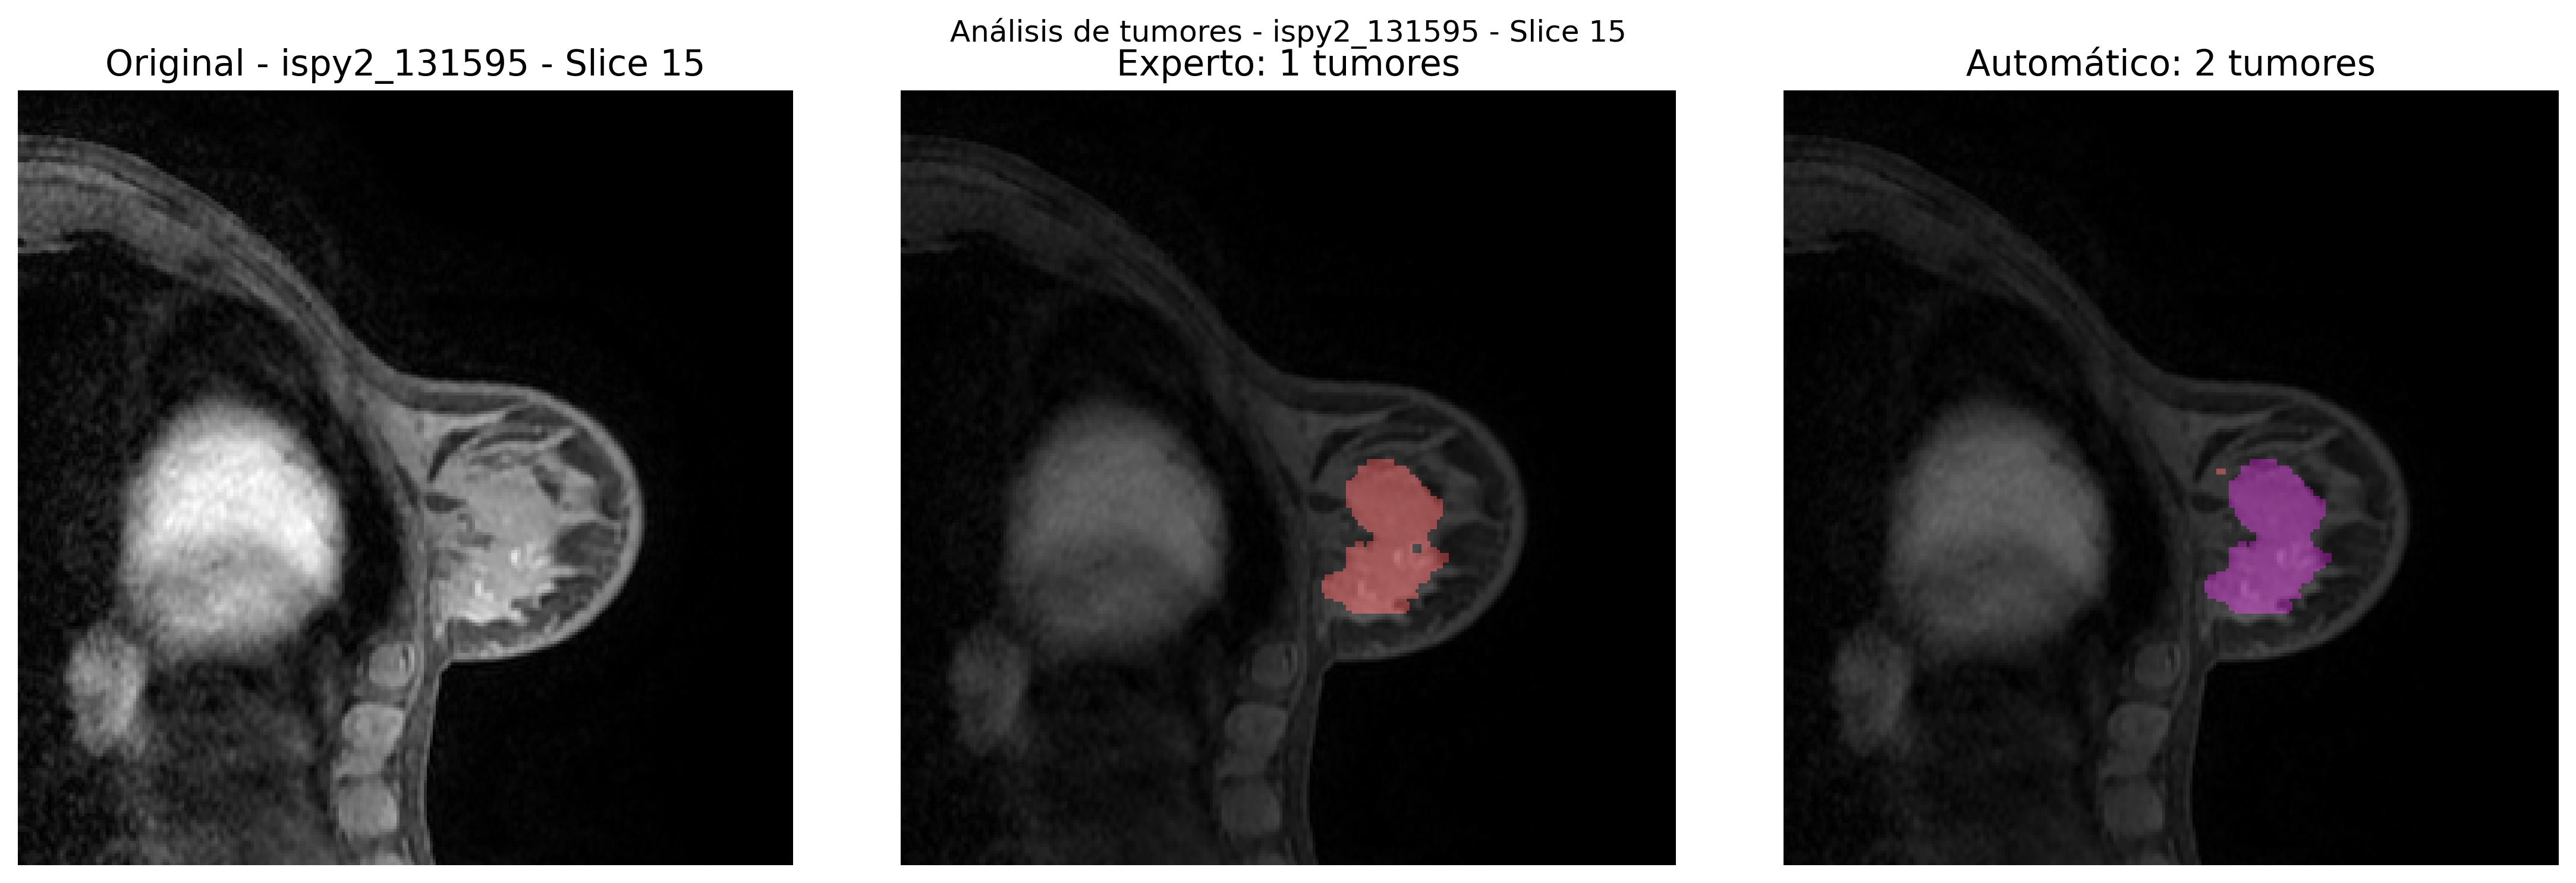 Análisis de tumores - ispy2_131595 - Slice 15
Original - ispy2_131595 - Slice 15
Experto: 1 tumores
Automático: 2 tumores